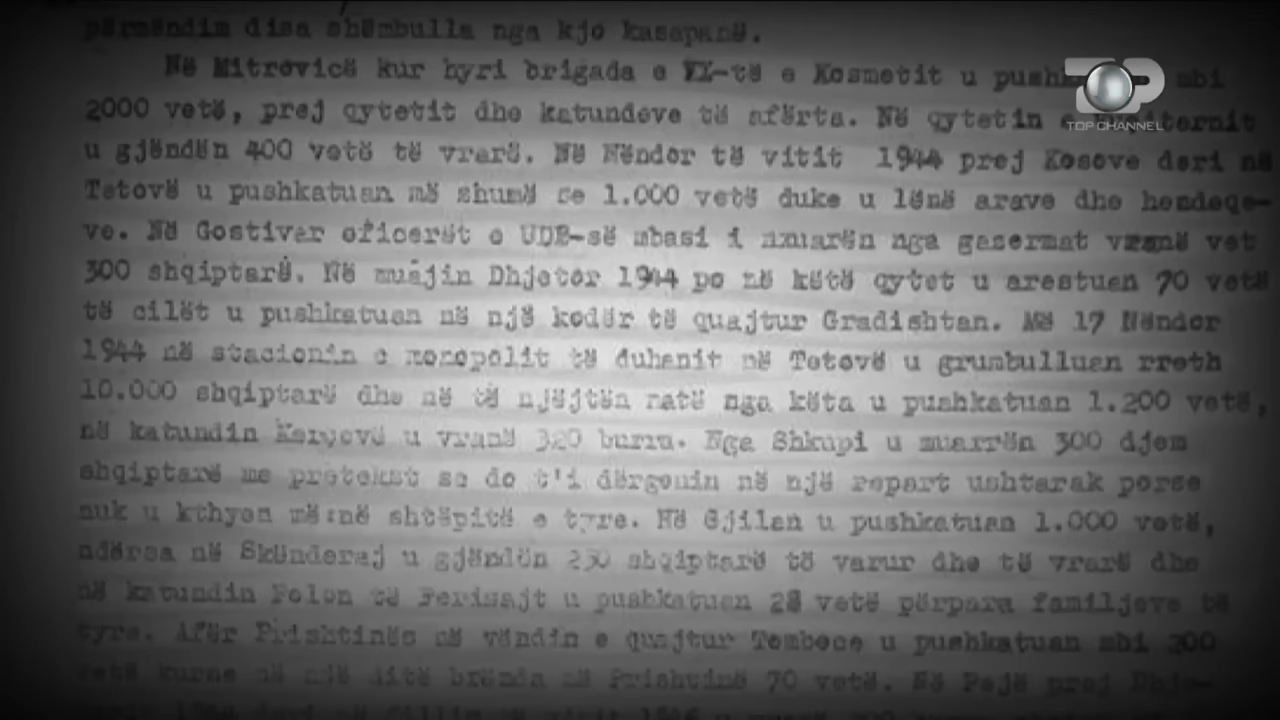 përmëndim disa shëmbulla nga kjo kasapanë.
Në Mitrovicë kur hyri brigada e XX-të e Kosmetit u pushk mbi
TOP CHANNEL
2000 vetë, prej qytetit dhe katundeve të afërta. Në qytetin e
u gjëndën 400 vetë të vrarë. Në Nëndor të vitit 1944 prej Kosove deri në
Tetovë u pushkatuan më shumë se 1.000 vetë duke u lënë arave dhe hendeqe-
ve. Në Gostivar oficerët e UDB-së mbasi i muarën nga gasermat vranë vet
300 shqiptarë. Në muajin Dhjetor 1944 po në këtë qytet u arestuan 70 vetë
të cilët u pushkatuan në një kodër të quajtur Gradishtan. Më 17 Nëndor
1944 në stacionin e monopolit të duhanit në Tetovë u grumbulluan rreth
10.000 shqiptarë dhe në të njëjtën natë nga këta u pushkatuan 1.200 vetë,
në katundin u vranë 320 burra. Nga Shkupi u muarrën 300 djem
shqiptarë me pretekst se do t'i dërgouin në një repart ushtarak porse
nuk u kthyen më në shtëpitë e tyre. Në Gjilan u pushkatuan 1.000 vetë,
ndërsa në Skënderaj u gjëndën 250 shqiptarë të varur dhe të vrarë dhe
në katundin Polon të Ferisajt u pushkatuan 28 vetë përpara familjeve të
tyre. Afër Prishtinës në vëndin e quajtur Tombece u pushkatuan mbi
vetë kurse në një ditë brënda në Prishtinë 70 vetë. Në Pejë prej Dhje-